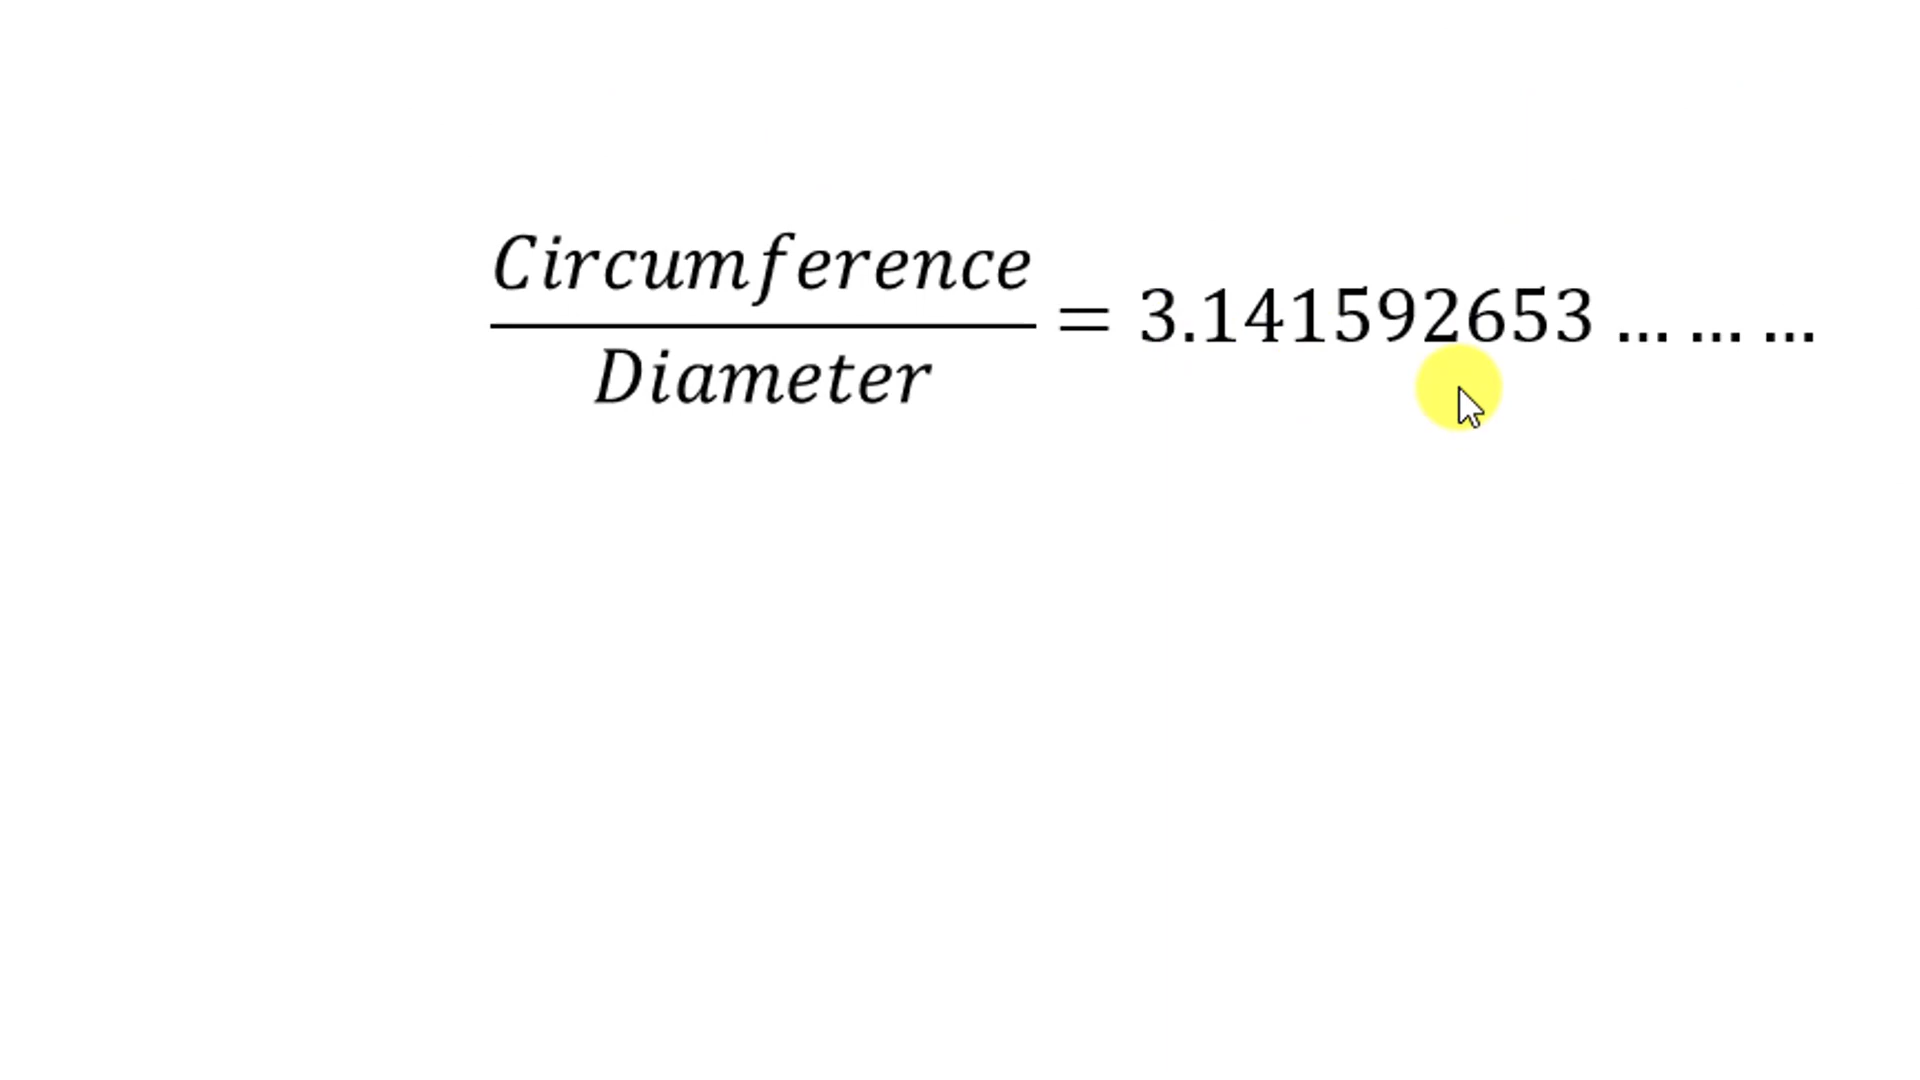 Circumference
Diameter
= 3.141592653 ... ... ...